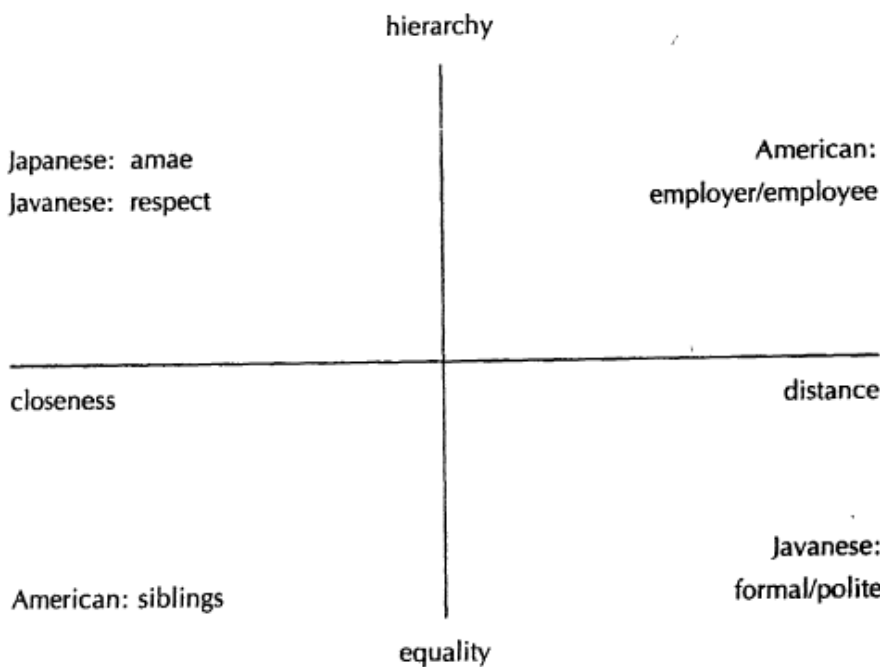 hierarchy
Japanese: amae
Javanese: respect
American:
employer/employee
closeness
distance
American: siblings
Javanese:
formal/polite
equality